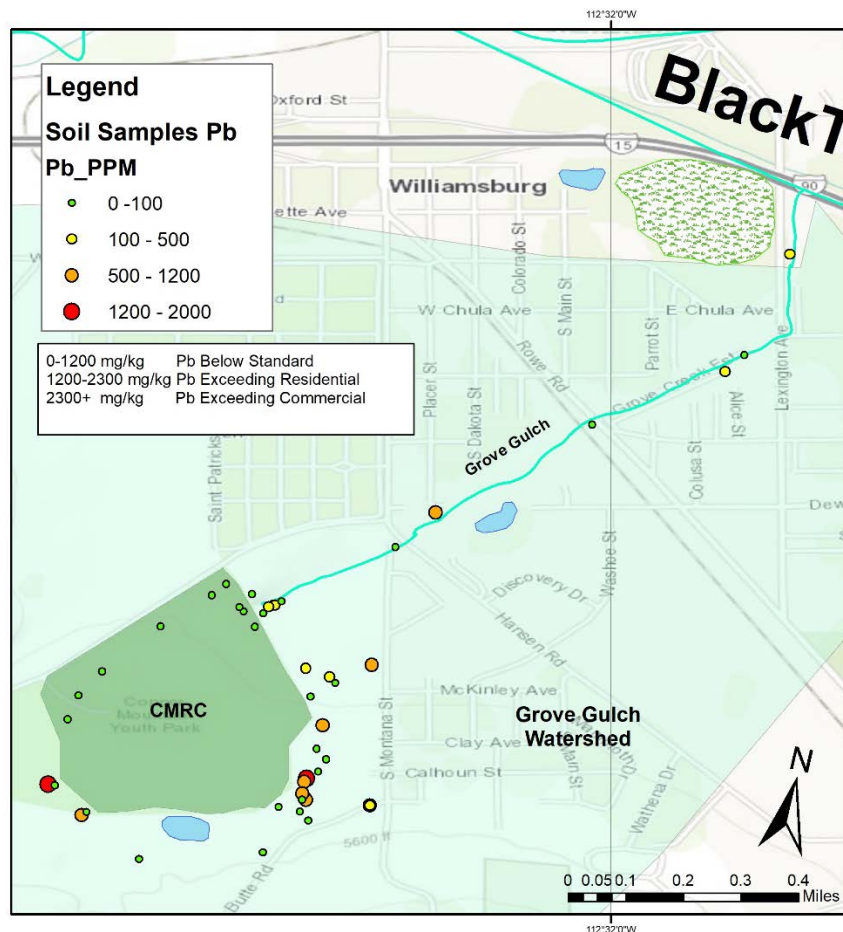 112°32'0"W
Legend
Soil Samples Pb
Pb_PPM
0 -100
100 - 500
500 - 1200
1200 - 2000
0-1200 mg/kg Pb Below Standard
1200-2300 mg/kg Pb Exceeding Residential
2300+ mg/kg Pb Exceeding Commercial
BlackT
Oxford St
15
90
Williamsburg
ette Ave
Colorado St
S Main St
W Chula Ave
E Chula Ave
Rowe Rd
Parrot St
Placer St
S Dakota St
Grove Creek Est
Alice St
Lexington Ave
Colusa St
Grove Gulch
Saint Patricks
Dew
Washoe St
Discovery Dr
Hansen Rd
CMRC
Youth Park
S Montana St
McKinley Ave
Grove Gulch
Watershed
Clay Ave
Calhoun St
Wathena Dr
5600 ft
Butte Rd
N
0 0.05 0.1 0.2 0.3 0.4
Miles
112°32'0"W